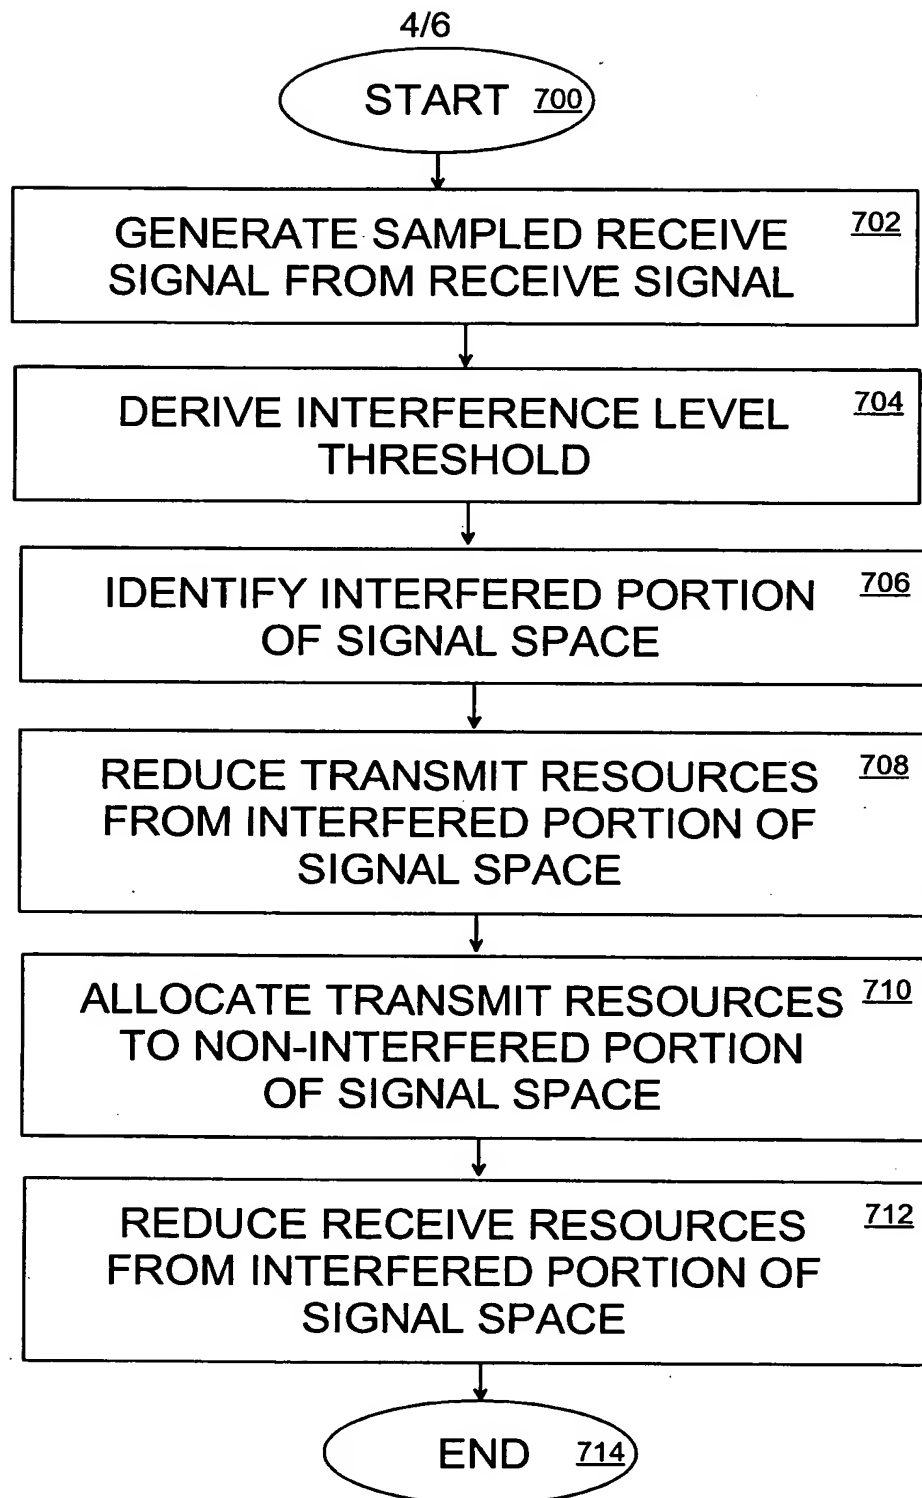 4/6
START 700
GENERATE SAMPLED RECEIVE 702
SIGNAL FROM RECEIVE SIGNAL
DERIVE INTERFERENCE LEVEL 704
THRESHOLD
IDENTIFY INTERFERED PORTION 706
OF SIGNAL SPACE
REDUCE TRANSMIT RESOURCES 708
FROM INTERFERED PORTION OF
SIGNAL SPACE
ALLOCATE TRANSMIT RESOURCES 710
TO NON-INTERFERED PORTION
OF SIGNAL SPACE
REDUCE RECEIVE RESOURCES 712
FROM INTERFERED PORTION OF
SIGNAL SPACE
END 714